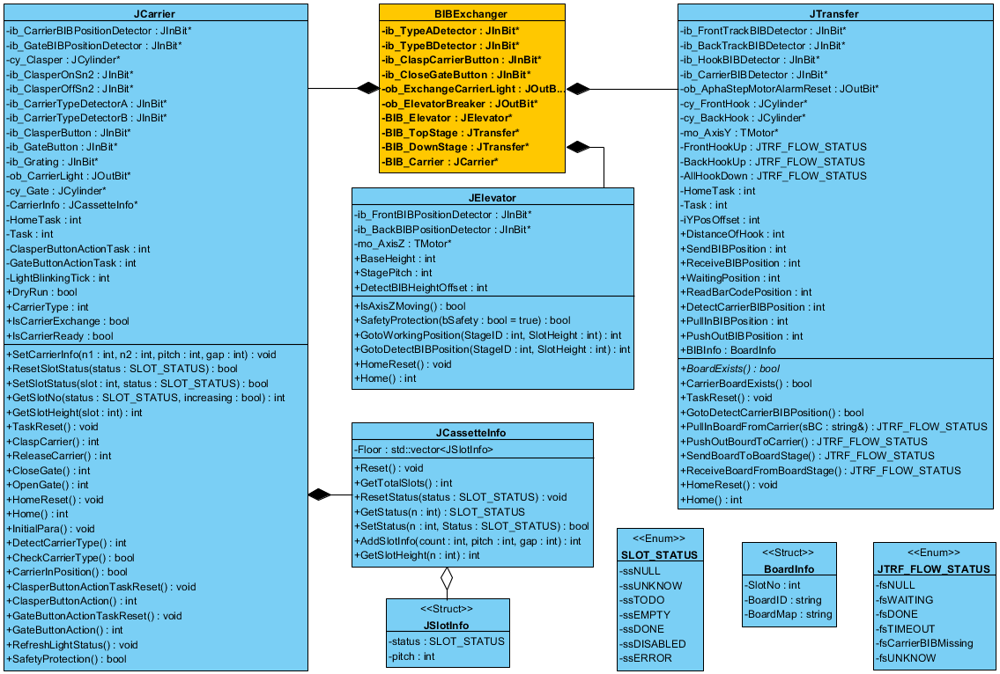 JCarrier
-ib_CarrierBIBPositionDetector : JInBit*
-ib_GateBIBPositionDetector : JInBit*
-cy_Clasper : JCylinder*
-ib_ClasperOnSn2 : JInBit*
-ib_ClasperOffSn2 : JInBit*
-ib_CarrierTypeDetectorA : JInBit*
-ib_CarrierTypeDetectorB : JInBit*
-ib_ClasperButton : JInBit*
-ib_GateButton : JInBit*
-ib_Grating : JInBit*
-ob_CarrierLight : JOutBit*
-cy_Gate : JCylinder*
-CarrierInfo : JCassetteInfo*
-HomeTask : int
-Task : int
-ClasperButtonActionTask : int
-GateButtonActionTask : int
-LightBlinkingTick : int
+DryRun : bool
+CarrierType : int
+IsCarrierExchange : bool
+IsCarrierReady : bool
+SetCarrierInfo(n1 : int, n2 : int, pitch : int, gap : int) : void
+ResetSlotStatus(status : SLOT_STATUS) : bool
+SetSlotStatus(slot : int, status : SLOT_STATUS) : bool
+GetSlotNo(status : SLOT_STATUS, increasing : bool) : int
+GetSlotHeight(slot : int) : int
+TaskReset() : void
+ClaspCarrier() : int
+ReleaseCarrier() : int
+CloseGate() : int
+OpenGate() : int
+HomeReset() : void
+Home() : int
+InitialPara() : void
+DetectCarrierType() : int
+CheckCarrierType() : bool
+CarrierInPosition() : bool
+ClasperButtonActionTaskReset() : void
+ClasperButtonAction() : int
+GateButtonActionTaskReset() : void
+GateButtonAction() : int
+RefreshLightStatus() : void
+SafetyProtection() : bool
BIBExchanger
-ib_TypeADetector : JInBit*
-ib_TypeBDetector : JInBit*
-ib_ClaspCarrierButton : JInBit*
-ib_CloseGateButton : JInBit*
-ob_ExchangeCarrierLight : JOutB...
-ob_ElevatorBreaker : JOutBit*
-BIB_Elevator : JElevator*
-BIB_TopStage : JTransfer*
-BIB_DownStage : JTransfer*
-BIB_Carrier : JCarrier*
JElevator
-ib_FrontBIBPositionDetector : JInBit*
-ib_BackBIBPositionDetector : JInBit*
-mo_AxisZ : TMotor*
+BaseHeight : int
+StagePitch : int
+DetectBIBHeightOffset : int
+IsAxisZMoving() : bool
+SafetyProtection(bSafety : bool = true) : bool
+GotoWorkingPosition(StageID : int, SlotHeight : int) : int
+GotoDetectBIBPosition(StageID : int, SlotHeight : int) : int
+HomeReset() : void
+Home() : int
JCassetteInfo
-Floor : std::vector<JSlotInfo>
+Reset() : void
+GetTotalSlots() : int
+ResetStatus(status : SLOT_STATUS) : void
+GetStatus(n : int) : SLOT_STATUS
+SetStatus(n : int, Status : SLOT_STATUS) : bool
+AddSlotInfo(count : int, pitch : int, gap : int) : int
+GetSlotHeight(n : int) : int
<<Struct>>
JSlotInfo
-status : SLOT_STATUS
-pitch : int
JTransfer
-ib_FrontTrackBIBDetector : JInBit*
-ib_BackTrackBIBDetector : JInBit*
-ib_HookBIBDetector : JInBit*
-ib_CarrierBIBDetector : JInBit*
-ob_AphaStepMotorAlarmReset : JOutBit*
-cy_FrontHook : JCylinder*
-cy_BackHook : JCylinder*
-mo_AxisY : TMotor*
-FrontHookUp : JTRF_FLOW_STATUS
-BackHookUp : JTRF_FLOW_STATUS
-AllHookDown : JTRF_FLOW_STATUS
-HomeTask : int
-Task : int
-iYPosOffset : int
+DistanceOfHook : int
+SendBIBPosition : int
+ReceiveBIBPosition : int
+WaitingPosition : int
+ReadBarCodePosition : int
+DetectCarrierBIBPosition : int
+PullInBIBPosition : int
+PushOutBIBPosition : int
+BIBInfo : BoardInfo
+BoardExists() : bool
+CarrierBoardExists() : bool
+TaskReset() : void
+GotoDetectCarrierBIBPosition() : bool
+PullInBoardFromCarrier(sBC : string&) : JTRF_FLOW_STATUS
+PushOutBourdToCarrier() : JTRF_FLOW_STATUS
+SendBoardToBoardStage() : JTRF_FLOW_STATUS
+ReceiveBoardFromBoardStage() : JTRF_FLOW_STATUS
+HomeReset() : void
+Home() : int
<<Enum>>
SLOT_STATUS
-ssNULL
-ssUNKNOW
-ssTODO
-ssEMPTY
-ssDONE
-ssDISABLED
-ssERROR
<<Struct>>
BoardInfo
-SlotNo : int
-BoardID : string
-BoardMap : string
<<Enum>>
JTRF_FLOW_STATUS
-fsNULL
-fsWAITING
-fsDONE
-fsTIMEOUT
-fsCarrierBIBMissing
-fsUNKNOW